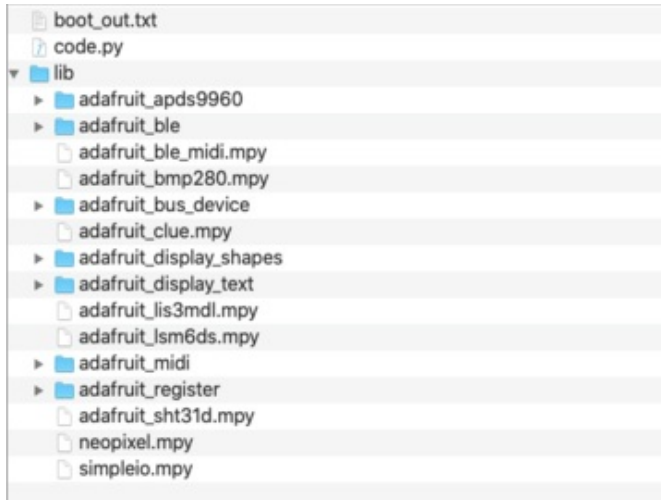 boot_out.txt
code.py
lib
adafruit_apds9960
adafruit_ble
adafruit_ble_midi.mpy
adafruit_bmp280.mpy
adafruit_bus_device
adafruit_clue.mpy
adafruit_display_shapes
adafruit_display_text
adafruit_lis3mdl.mpy
adafruit_lsm6ds.mpy
adafruit_midi
adafruit_register
adafruit_sht31d.mpy
neopixel.mpy
simpleio.mpy